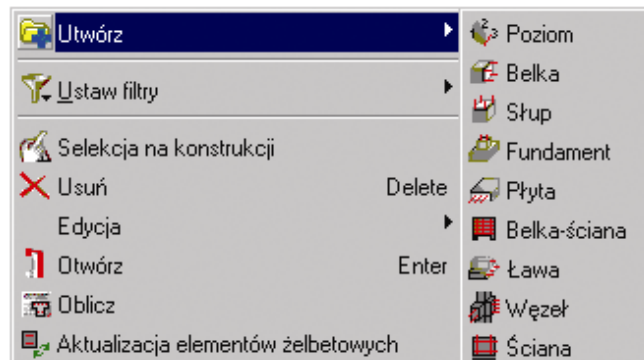 Utwórz
Ustaw filtry
Selekcja na konstrukcji
Usuń Delete
Edycja
Otwórz Enter
Oblicz
Aktualizacja elementów żelbetowych
Poziom
Belka
Słup
Fundament
Płyta
Belka-ściana
Ława
Węzeł
Ściana